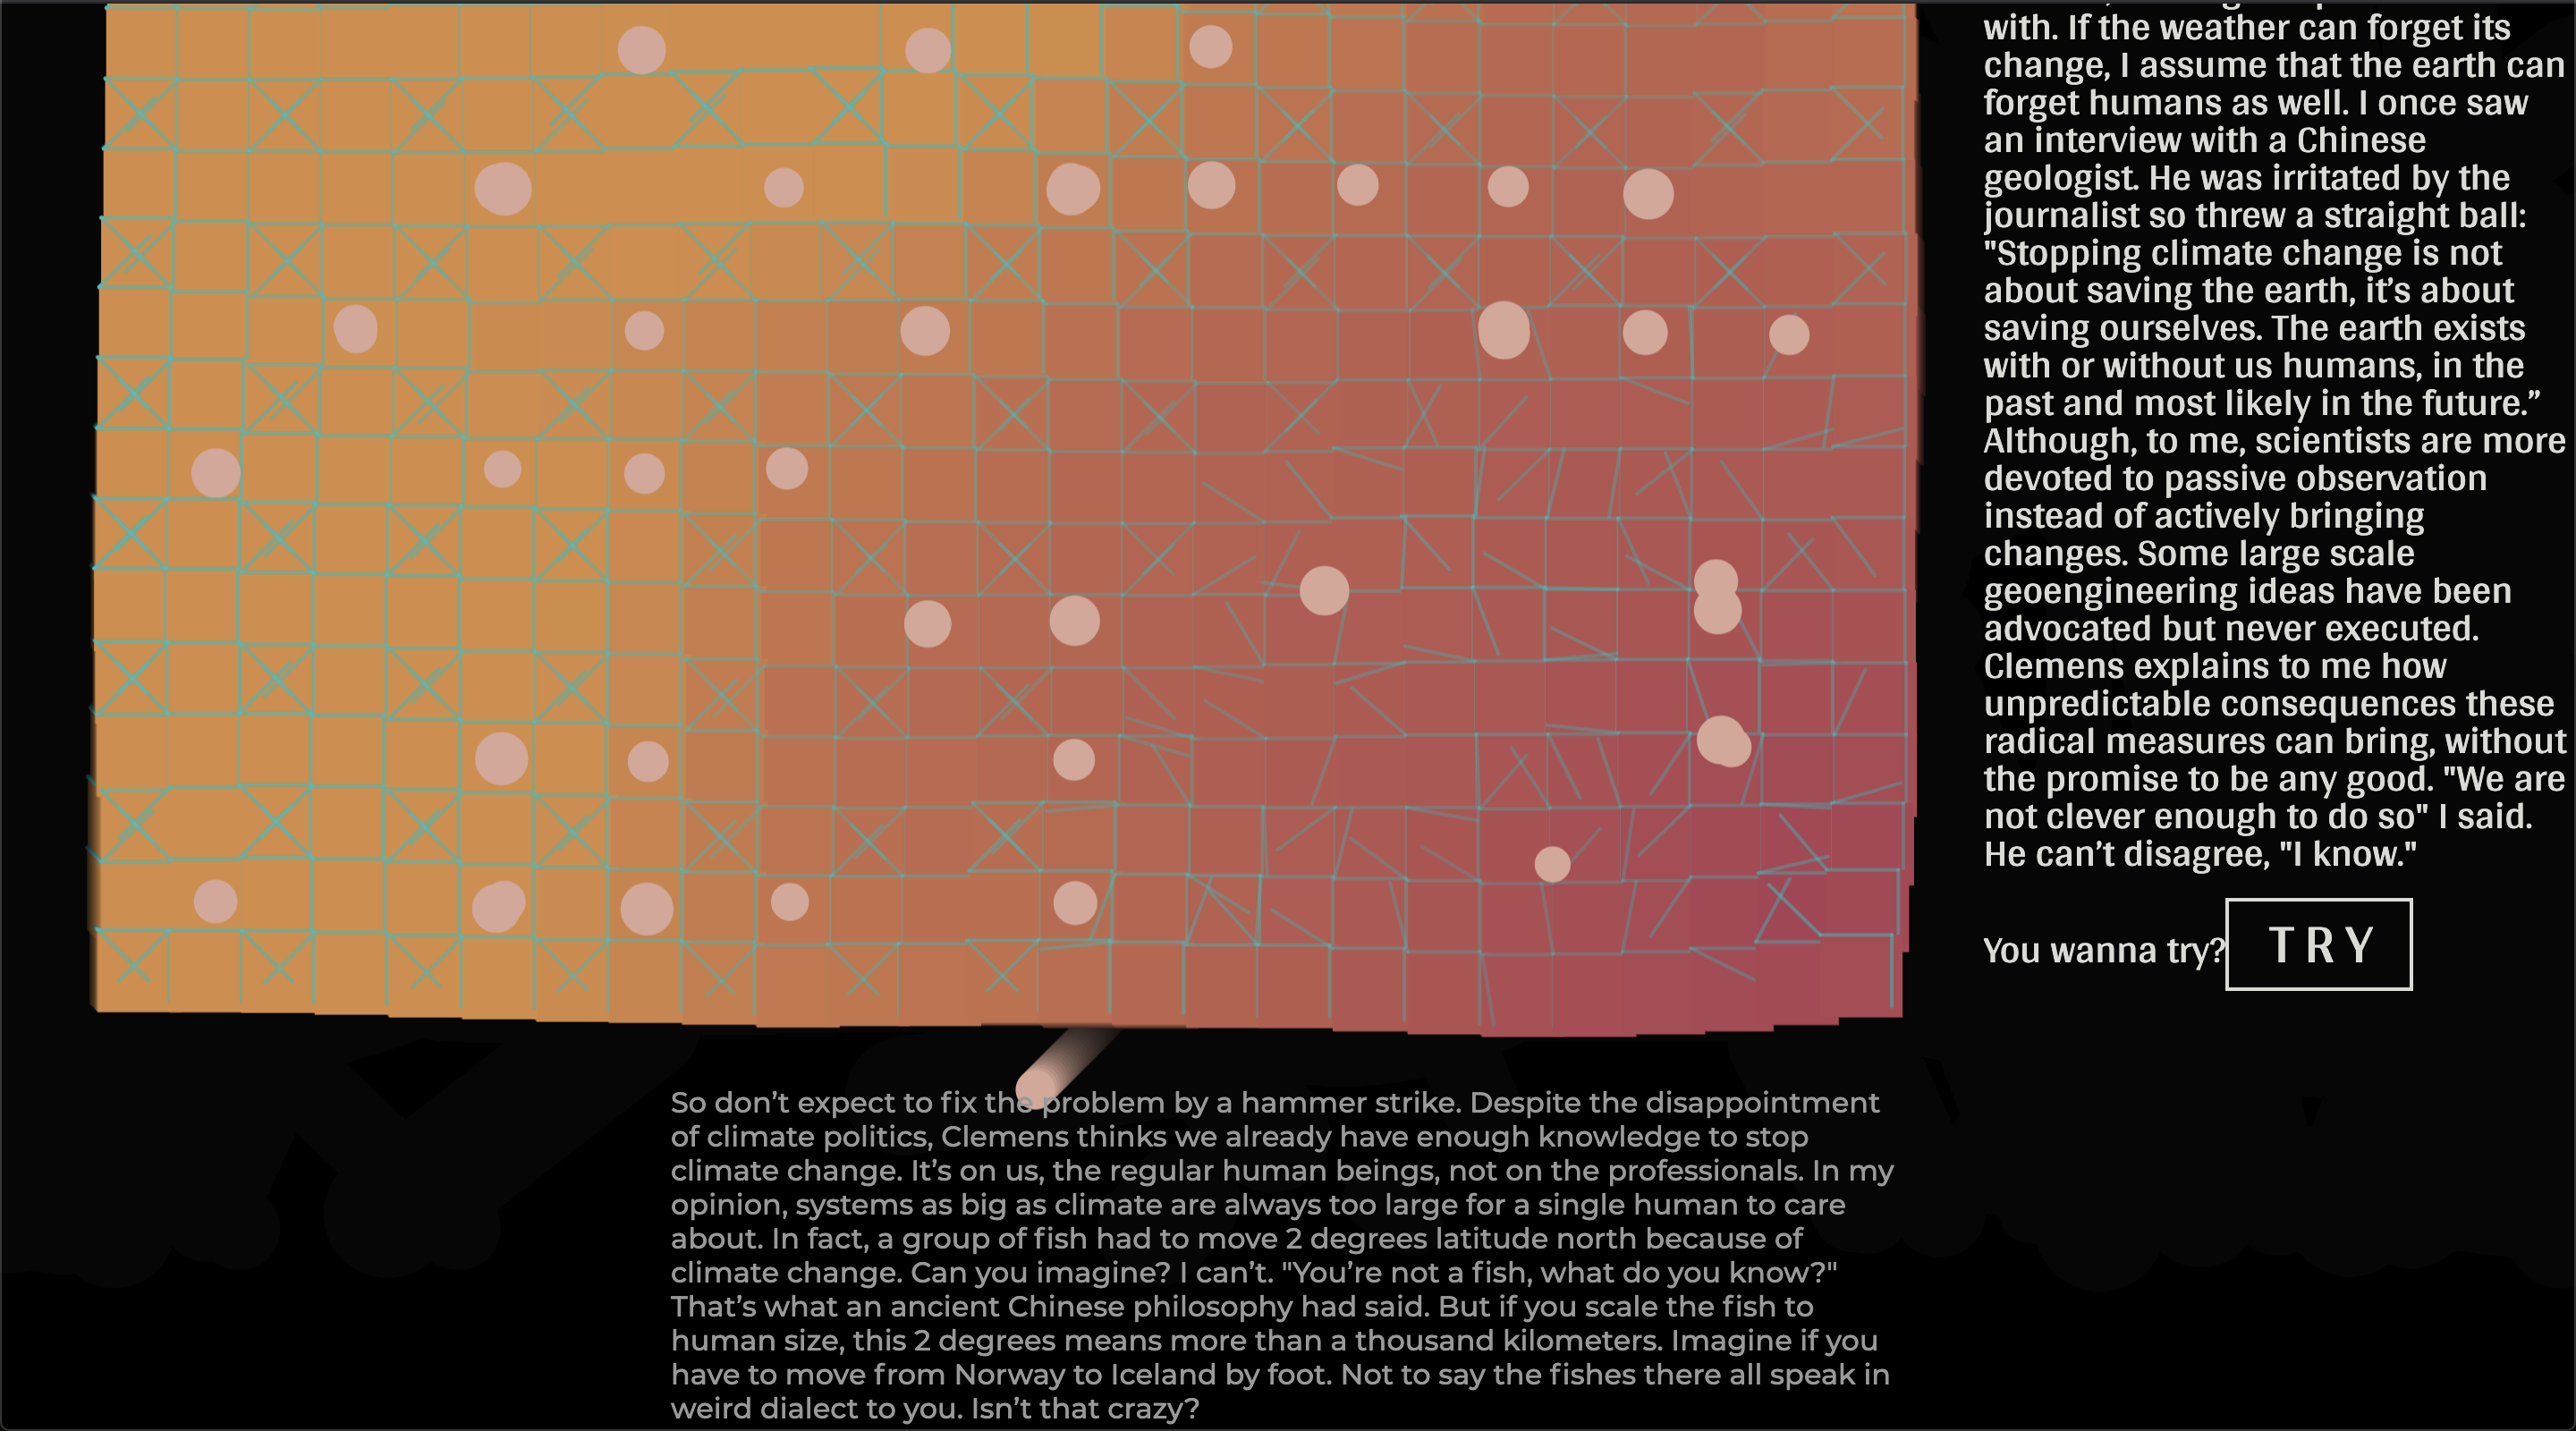 with. If the weather can forget its
change, I assume that the earth can
forget humans as well. I once saw
an interview with a Chinese
geologist. He was irritated by the
journalist so threw a straight ball:
"Stopping climate change is not
about saving the earth, it’s about
saving ourselves. The earth exists
with or without us humans, in the
past and most likely in the future.”
Although, to me, scientists are more
devoted to passive observation
instead of actively bringing
changes. Some large scale
geoengineering ideas have been
advocated but never executed.
Clemens explains to me how
unpredictable consequences these
radical measures can bring, without
the promise to be any good. "We are
not clever enough to do so" I said.
He can’t disagree, "I know."
You wanna try? TRY
So don’t expect to fix the problem by a hammer strike. Despite the disappointment
of climate politics, Clemens thinks we already have enough knowledge to stop
climate change. It’s on us, the regular human beings, not on the professionals. In my
opinion, systems as big as climate are always too large for a single human to care
about. In fact, a group of fish had to move 2 degrees latitude north because of
climate change. Can you imagine? I can’t. "You’re not a fish, what do you know?"
That’s what an ancient Chinese philosophy had said. But if you scale the fish to
human size, this 2 degrees means more than a thousand kilometers. Imagine if you
have to move from Norway to Iceland by foot. Not to say the fishes there all speak in
weird dialect to you. Isn’t that crazy?